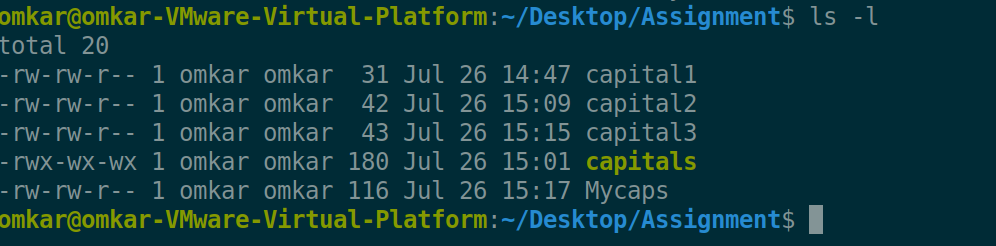 omkar@omkar-VMware-Virtual-Platform:~/Desktop/Assignment$ ls -l
total 20
-rw-rw-r-- 1 omkar omkar  31 Jul 26 14:47 capital1
-rw-rw-r-- 1 omkar omkar  42 Jul 26 15:09 capital2
-rw-rw-r-- 1 omkar omkar  43 Jul 26 15:15 capital3
-rwx-wx-wx 1 omkar omkar 180 Jul 26 15:01 capitals
-rw-rw-r-- 1 omkar omkar 116 Jul 26 15:17 Mycaps
omkar@omkar-VMware-Virtual-Platform:~/Desktop/Assignment$